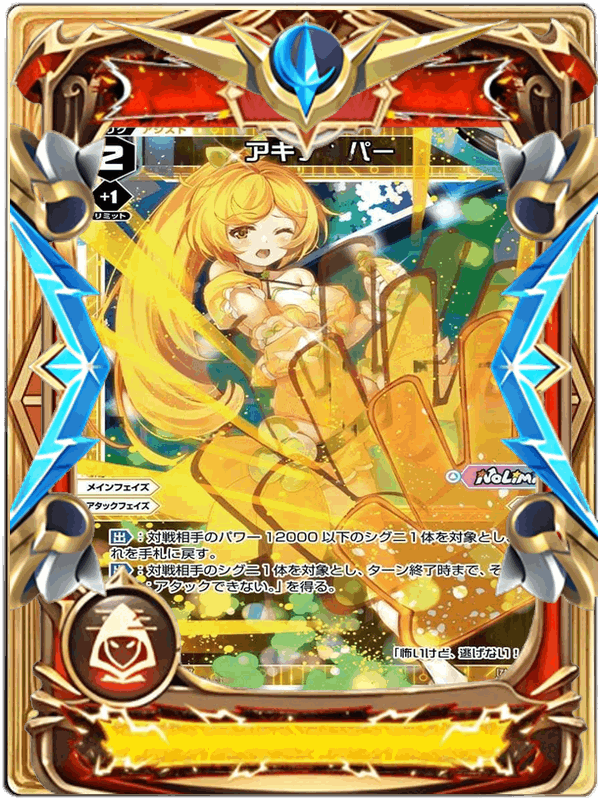 アシスト
2
アキノ＊パー
+1
リミット
NoLimi
メインフェイズ
アタックフェイズ
出：対戦相手のパワー12000以下のシグニ1体を対象とし、
れを手札に戻す。
出：対戦相手のシグニ1体を対象とし、ターン終了時まで、そ
：アタックできない。」を得る。
「怖いけど、逃げない！